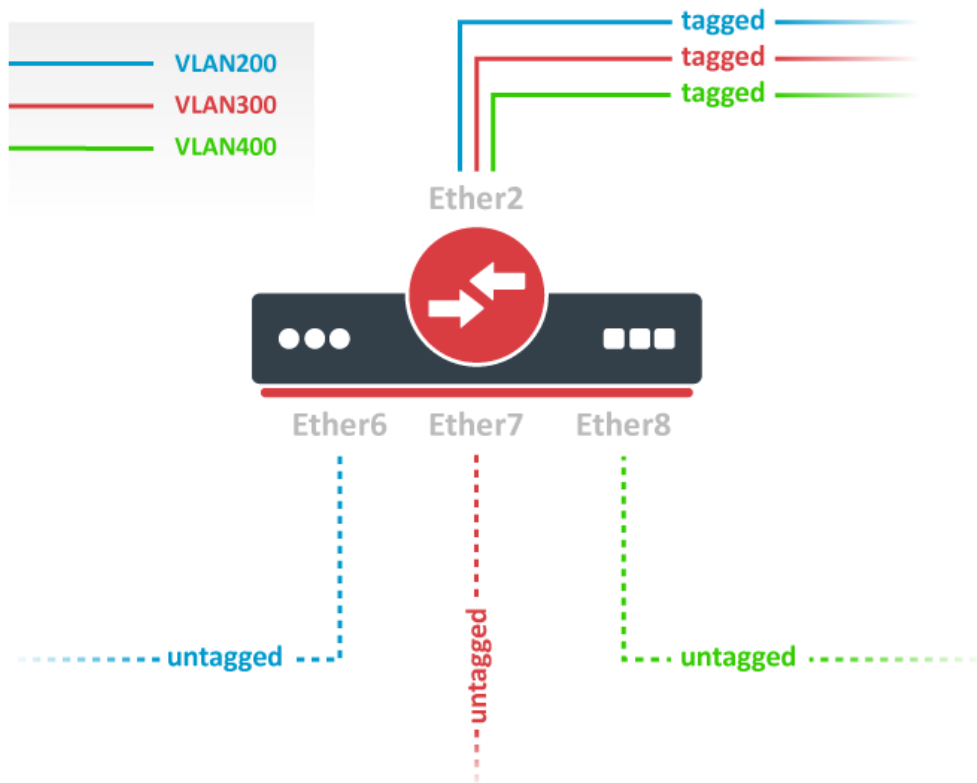 tagged
VLAN200
tagged
VLAN300
tagged
VLAN400
Ether2
Ether6 Ether7 Ether8
untagged
untagged
untagged